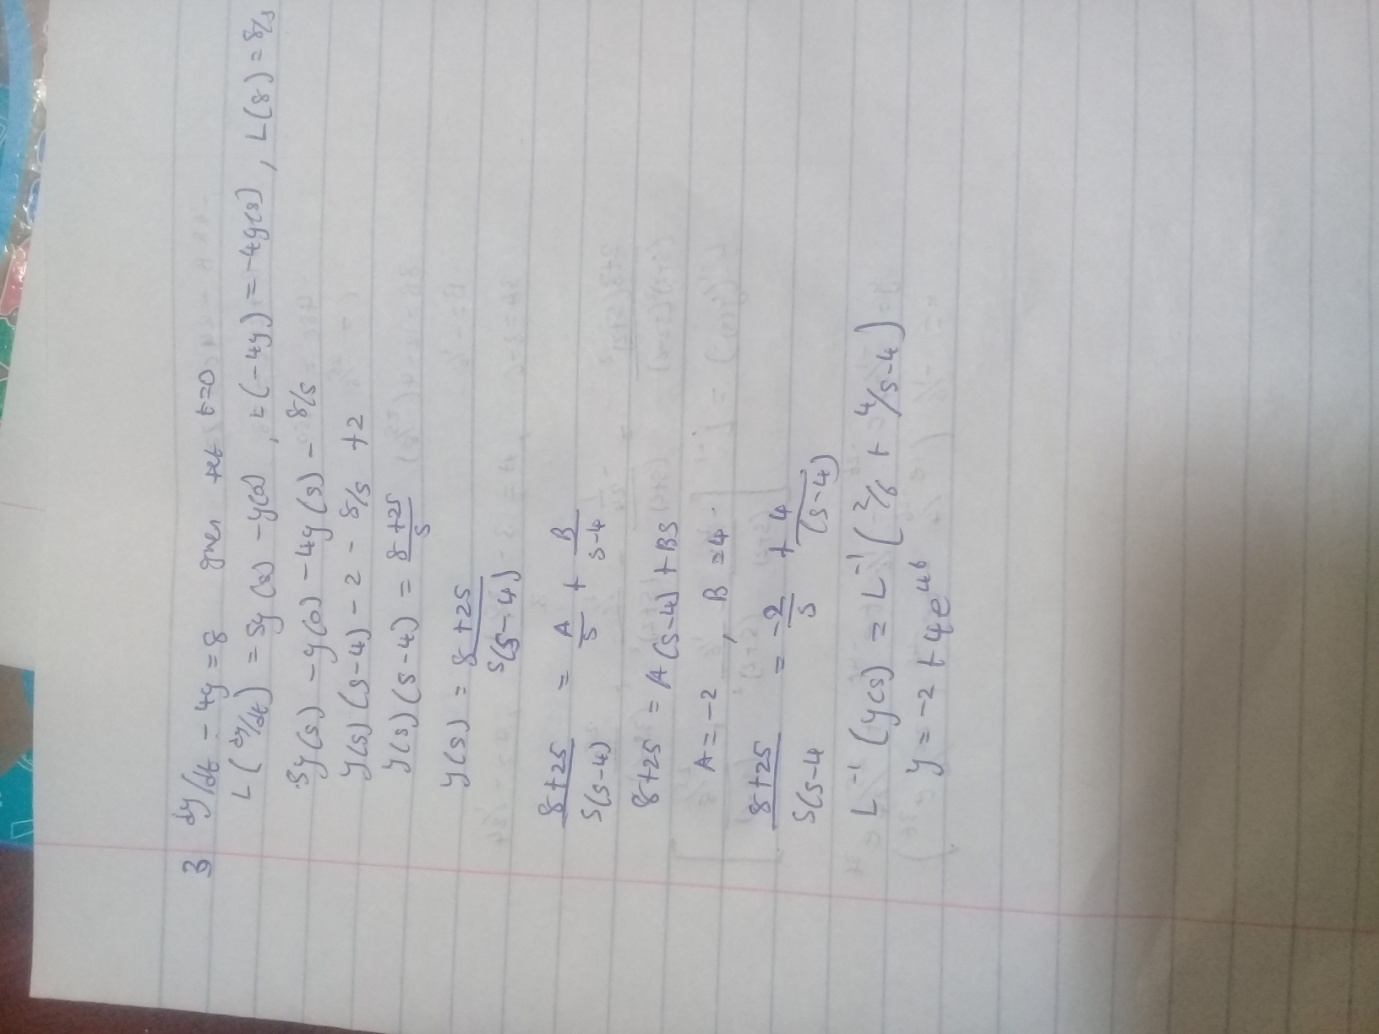 3 dy/dt - 4y = 8 given t=0
L(dy/dt) = Sy(s) - y(0), L(-4y) = -4y(s), L(8) = 8/s
Sy(s) - y(0) - 4y(s) - 8/s
y(s)(s-4) - 2 - 8/s +2
y(s)(s-4) = 8+2s/s
y(s) = 8+2s/s(s-4)
8+2s/s(s-4) = A/s + B/s-4
8+2s = A(s-4) + BS
A = -2, B = 4
8+2s/s(s-4 = -2/s + 4/(s-4)
L⁻¹(y(s)) = L⁻¹(-2/s + 4/s-4)
y = -2 + 4e⁴ᵗ